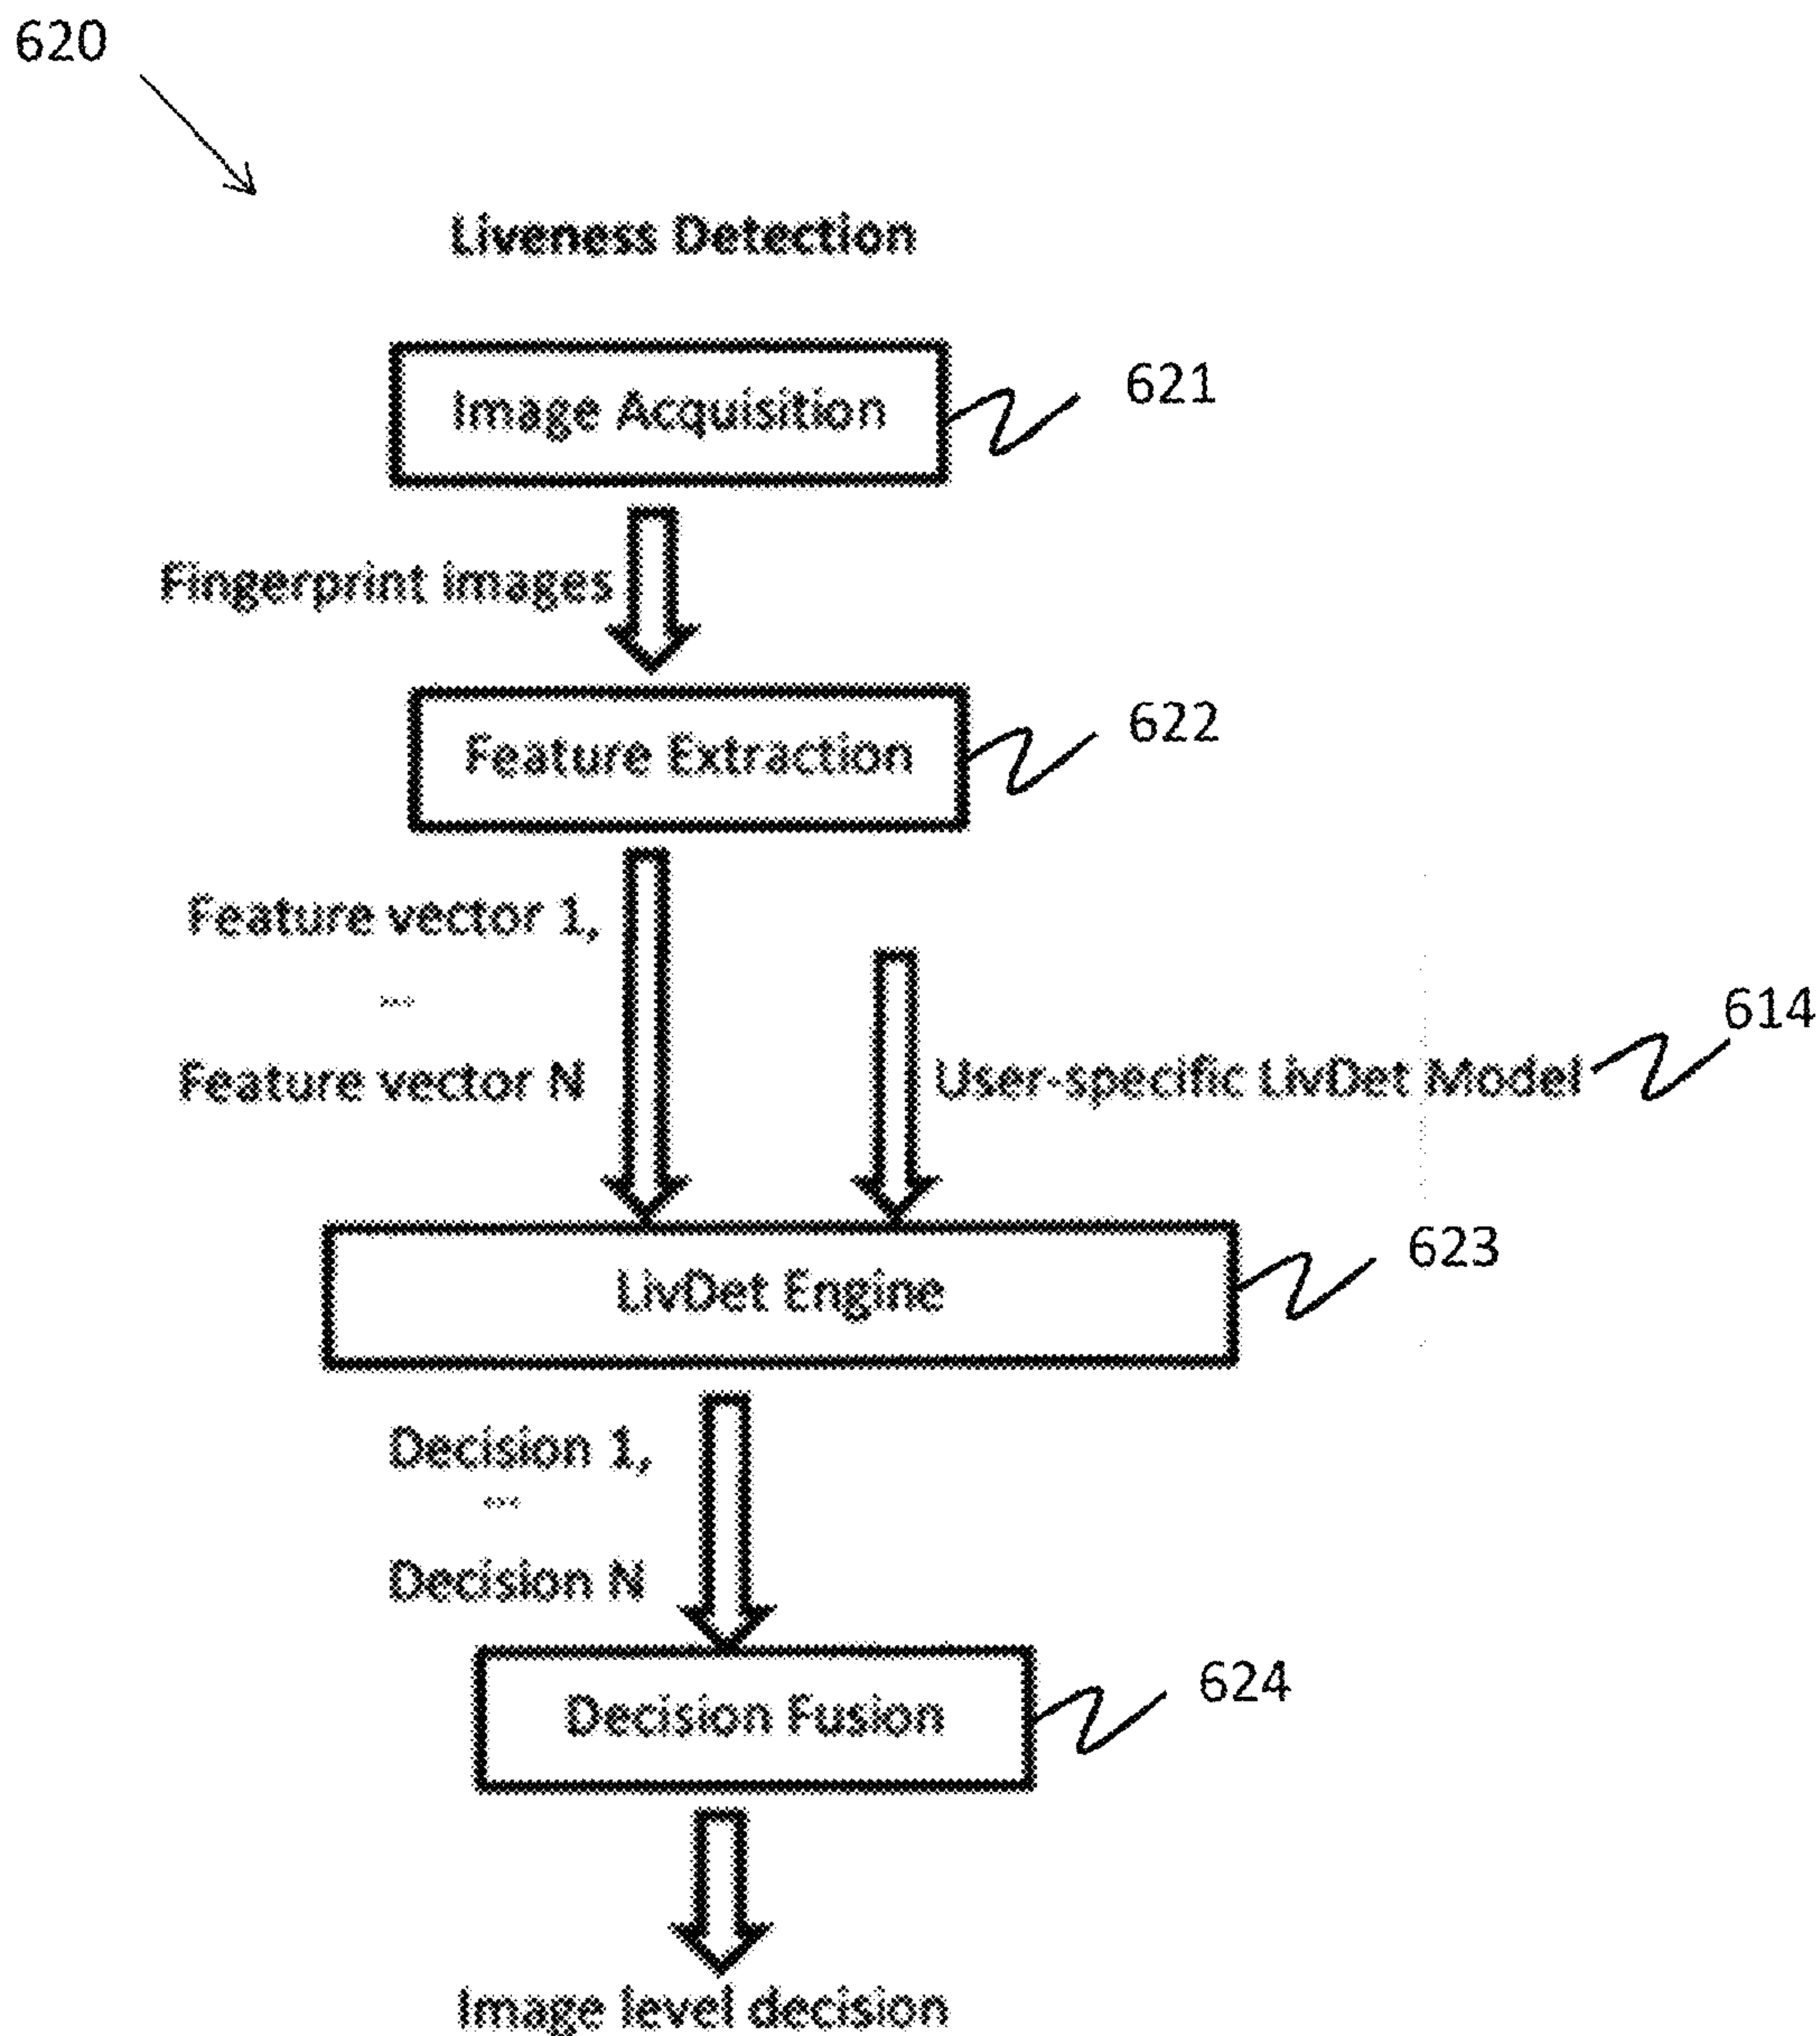 620
Liveness Detection
Image Acquisition
621
Fingerprint images
Feature Extraction
622
Feature vector 1,
...
Feature vector N
614
User-specific LivDet Model
623
LivDet Engine
Decision 1,
...
Decision N
624
Decision Fusion
Image level decision